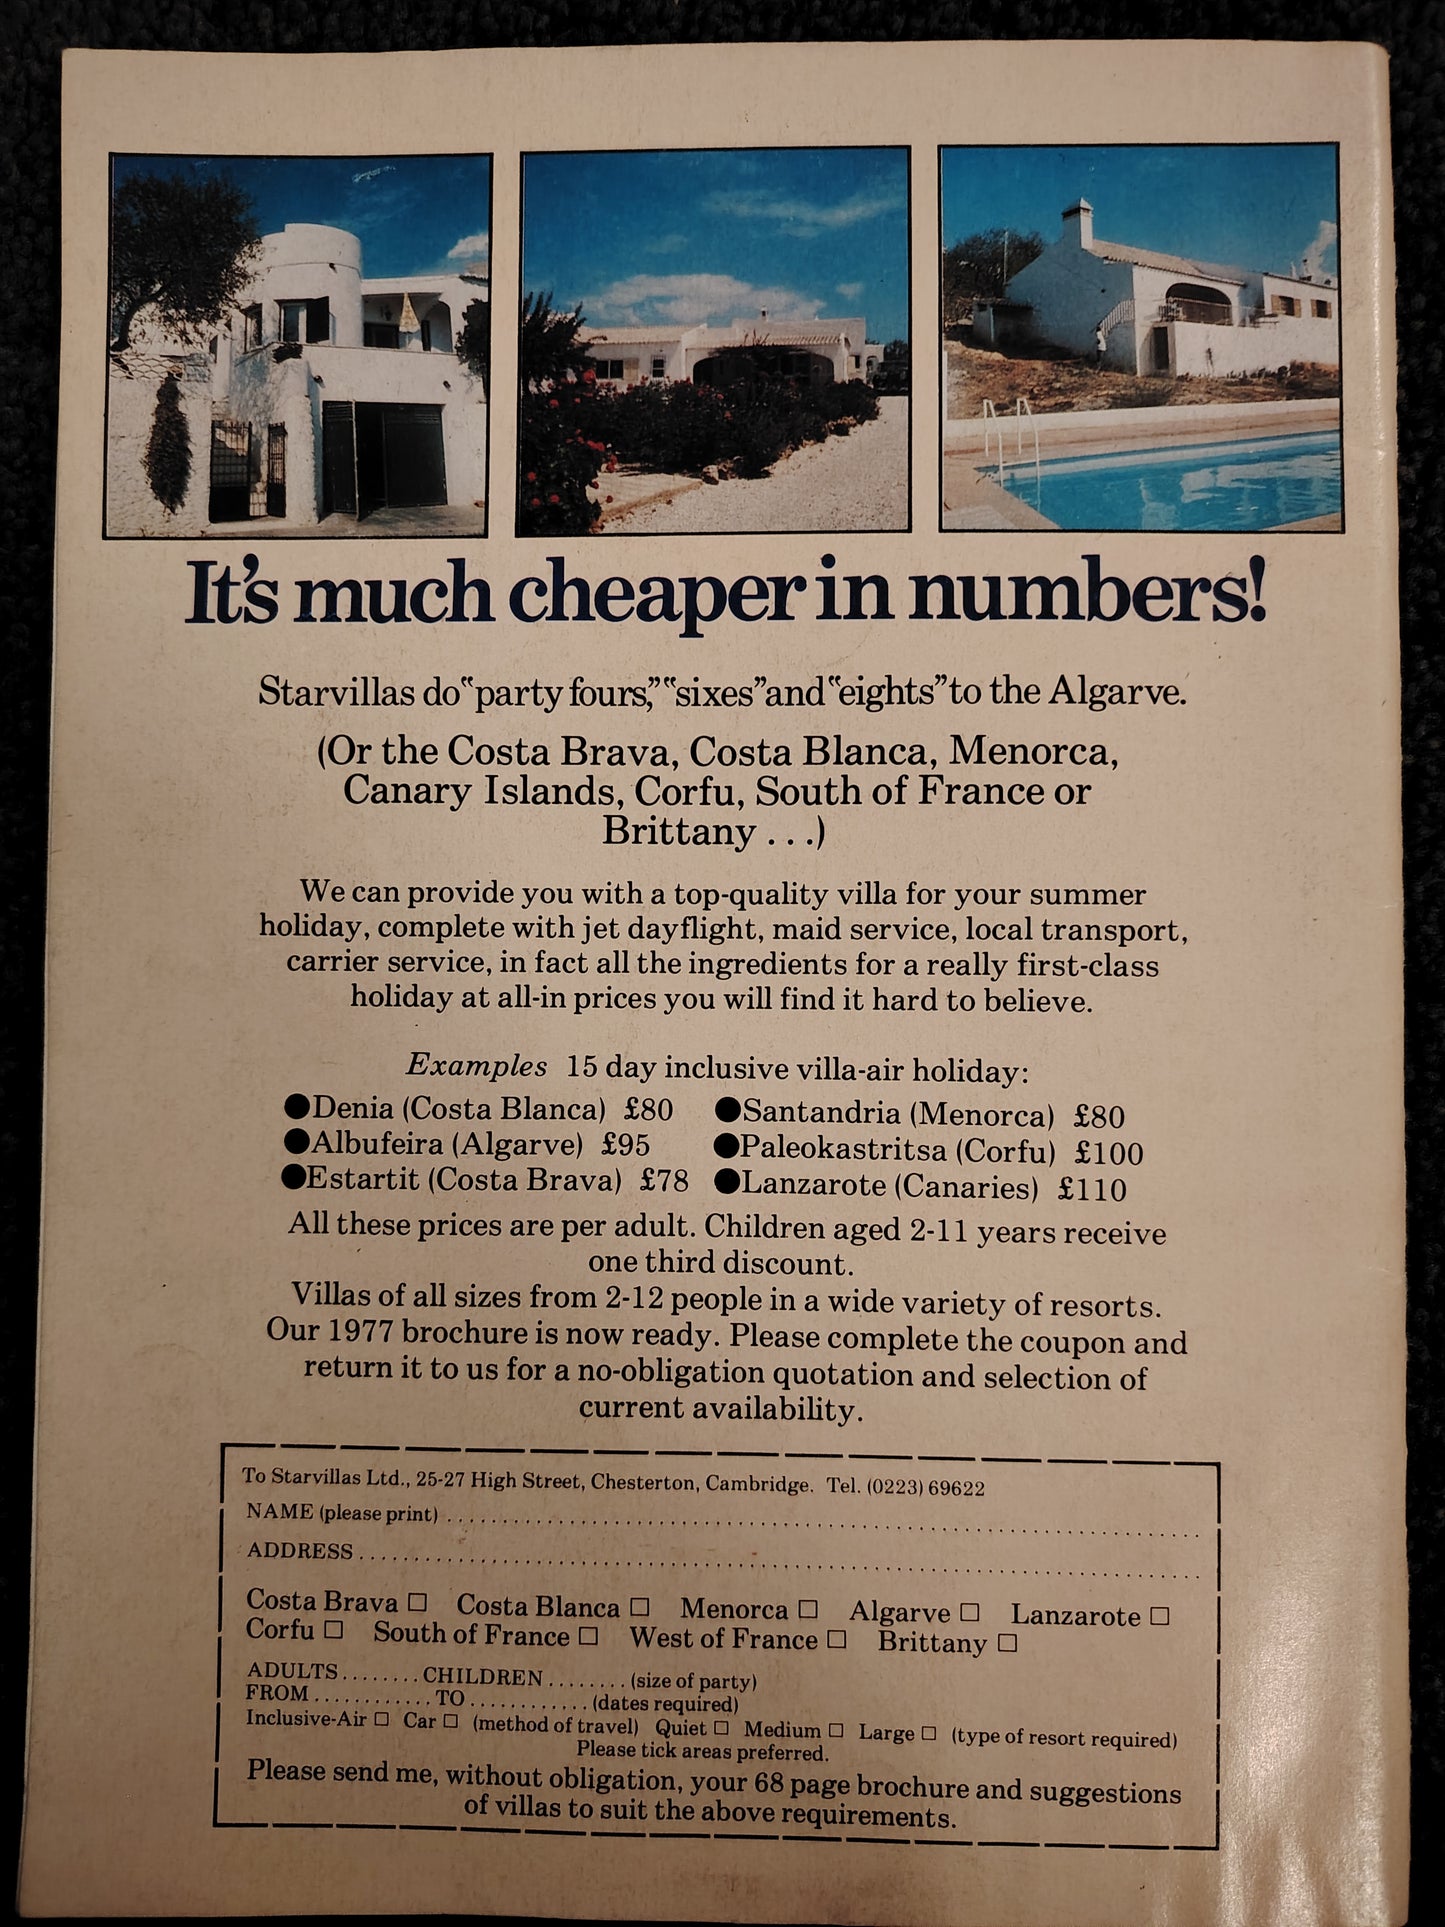 It's much cheaper in numbers!
Starvillas do "party fours," "sixes" and "eights" to the Algarve.
(Or the Costa Brava, Costa Blanca, Menorca,
Canary Islands, Corfu, South of France or
Brittany . . .)
We can provide you with a top-quality villa for your summer
holiday, complete with jet dayflight, maid service, local transport,
carrier service, in fact all the ingredients for a really first-class
holiday at all-in prices you will find it hard to believe.
Examples 15 day inclusive villa-air holiday:
●Denia (Costa Blanca) £80 ●Santandria (Menorca) £80
●Albufeira (Algarve) £95 ●Paleokastritsa (Corfu) £100
●Estartit (Costa Brava) £78 ●Lanzarote (Canaries) £110
All these prices are per adult. Children aged 2-11 years receive
one third discount.
Villas of all sizes from 2-12 people in a wide variety of resorts.
Our 1977 brochure is now ready. Please complete the coupon and
return it to us for a no-obligation quotation and selection of
current availability.
To Starvillas Ltd., 25-27 High Street, Chesterton, Cambridge. Tel. (0223) 69622
NAME (please print) ........................................
ADDRESS ........................................
Costa Brava □ Costa Blanca □ Menorca □ Algarve □ Lanzarote □
Corfu □ South of France □ West of France □ Brittany □
ADULTS........CHILDREN........(size of party)
FROM............TO............(dates required)
Inclusive-Air □ Car □ (method of travel) Quiet □ Medium □ Large □ (type of resort required)
Please tick areas preferred.
Please send me, without obligation, your 68 page brochure and suggestions
of villas to suit the above requirements.